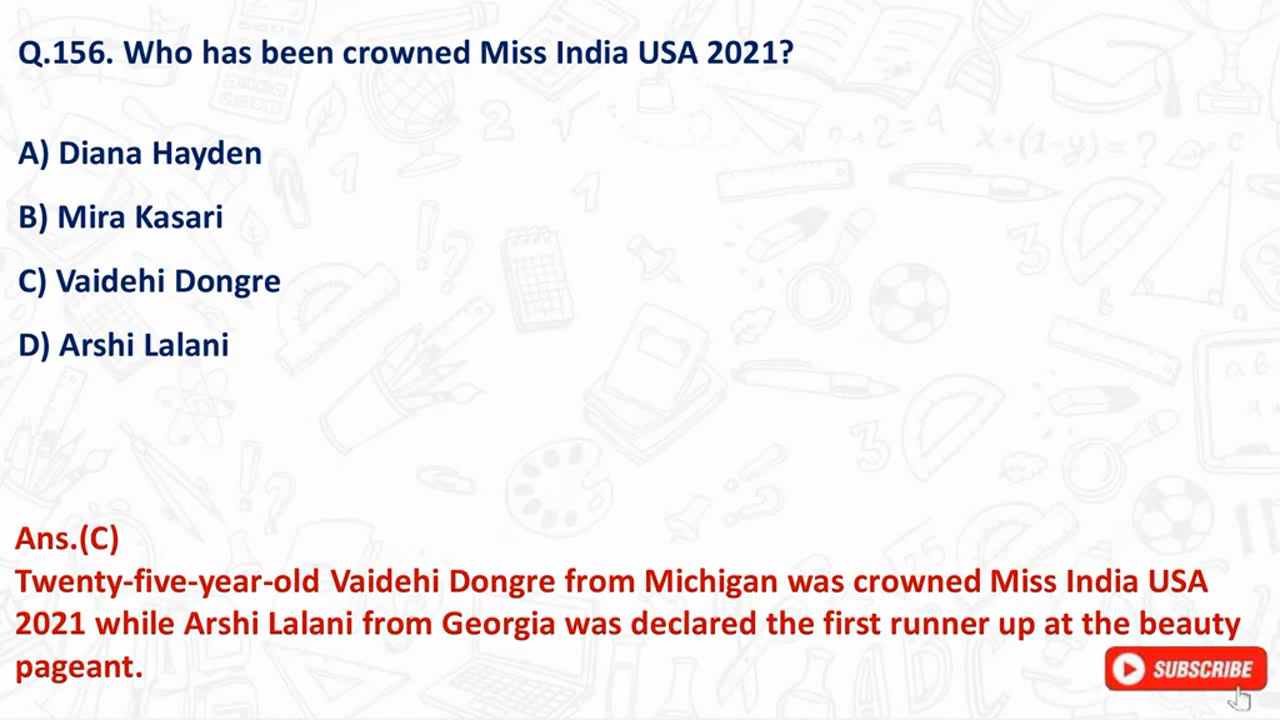 Q.156. Who has been crowned Miss India USA 2021?
A) Diana Hayden
B) Mira Kasari
C) Vaidehi Dongre
D) Arshi Lalani
Ans.(C)
Twenty-five-year-old Vaidehi Dongre from Michigan was crowned Miss India USA
2021 while Arshi Lalani from Georgia was declared the first runner up at the beauty
pageant.
SUBSCRIBE